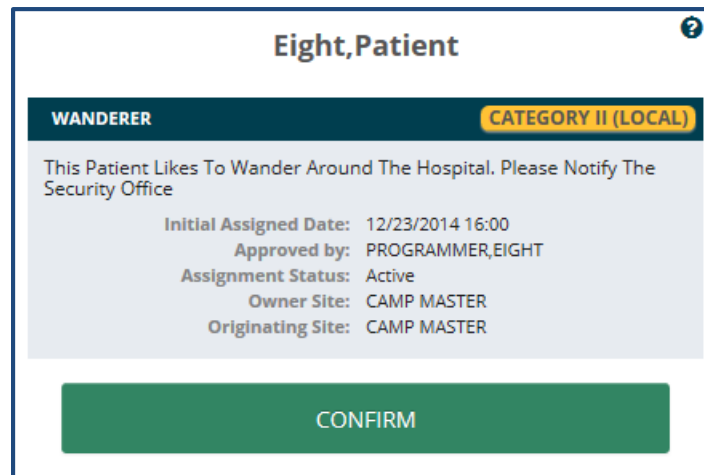 Eight,Patient
?
WANDERER
CATEGORY II (LOCAL)
This Patient Likes To Wander Around The Hospital. Please Notify The
Security Office
Initial Assigned Date: 12/23/2014 16:00
Approved by: PROGRAMMER,EIGHT
Assignment Status: Active
Owner Site: CAMP MASTER
Originating Site: CAMP MASTER
CONFIRM